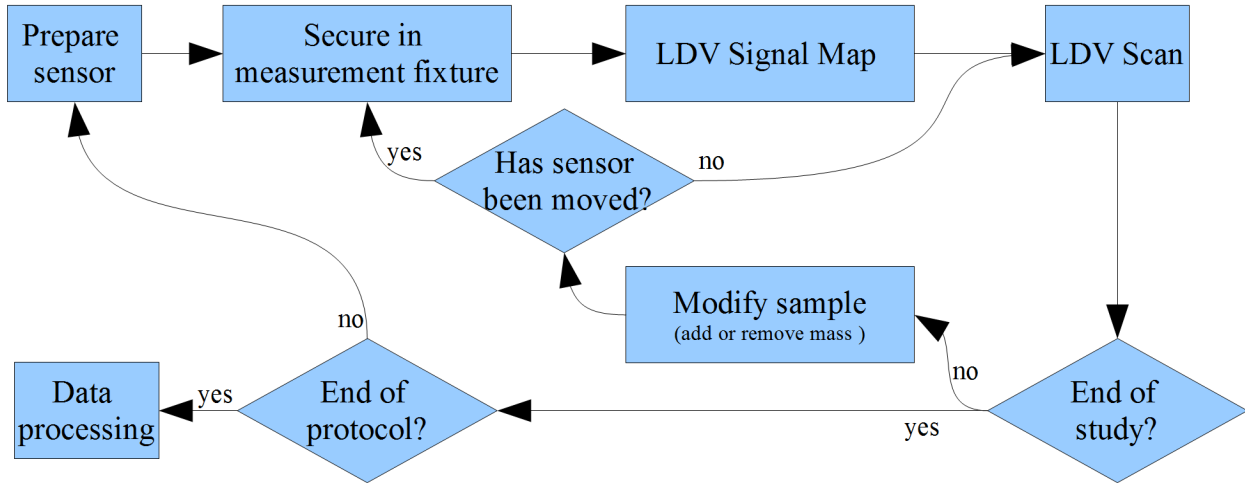 Prepare
sensor
Secure in
measurement fixture
LDV Signal Map
LDV Scan
yes
Has sensor
been moved?
no
Modify sample
(add or remove mass )
no
no
Data
processing
yes
End of
protocol?
yes
End of
study?